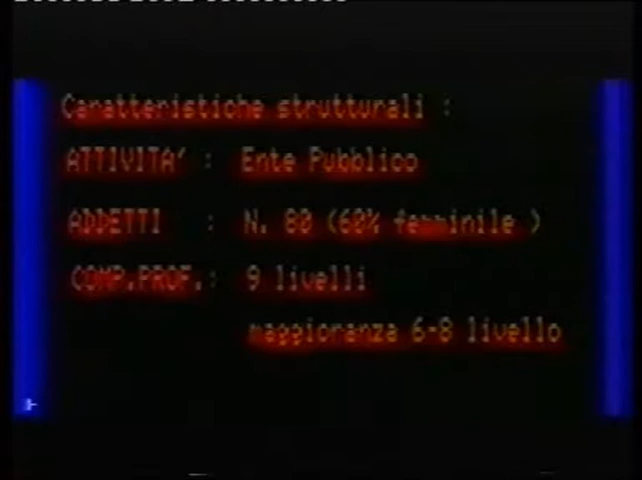 Caratteristiche strutturali :
ATTIVITA' : Ente Pubblico
ADDETTI : N. 80 (60% femminile )
COMP.PROF.: 9 livelli
maggioranza 6-8 livello